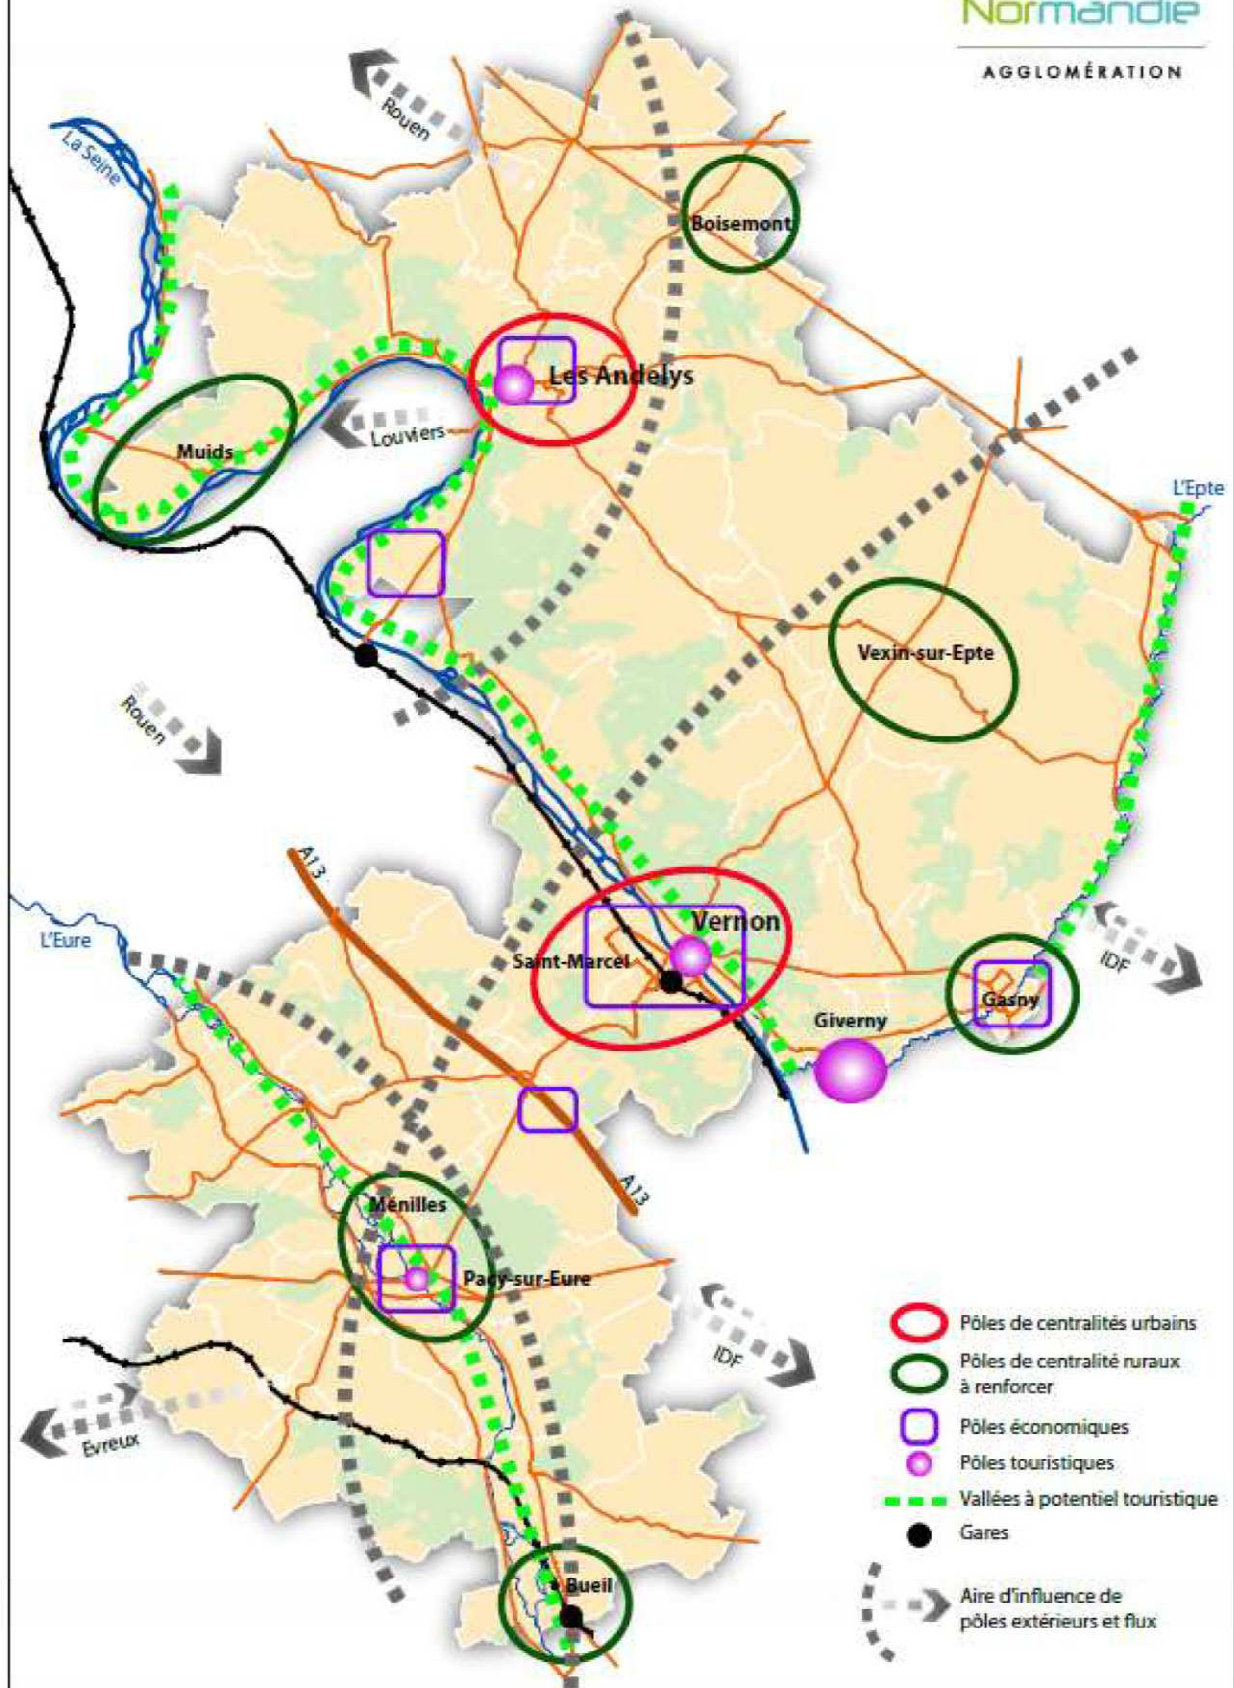 Normandie
AGGLOMÉRATION
Rouen
La Seine
Boisemont
Les Andelys
Louviers
Muids
L'Epte
Vexin-sur-Epte
Rouen
A13
Vernon
L'Eure
Saint-Marcel
IDF
Gasny
Giverny
A13
Ménilles
Pacy-sur-Eure
IDF
Evreux
Bueil
Pôles de centralités urbains
Pôles de centralité ruraux
à renforcer
Pôles économiques
Pôles touristiques
Vallées à potentiel touristique
Gares
Aire d'influence de
pôles extérieurs et flux